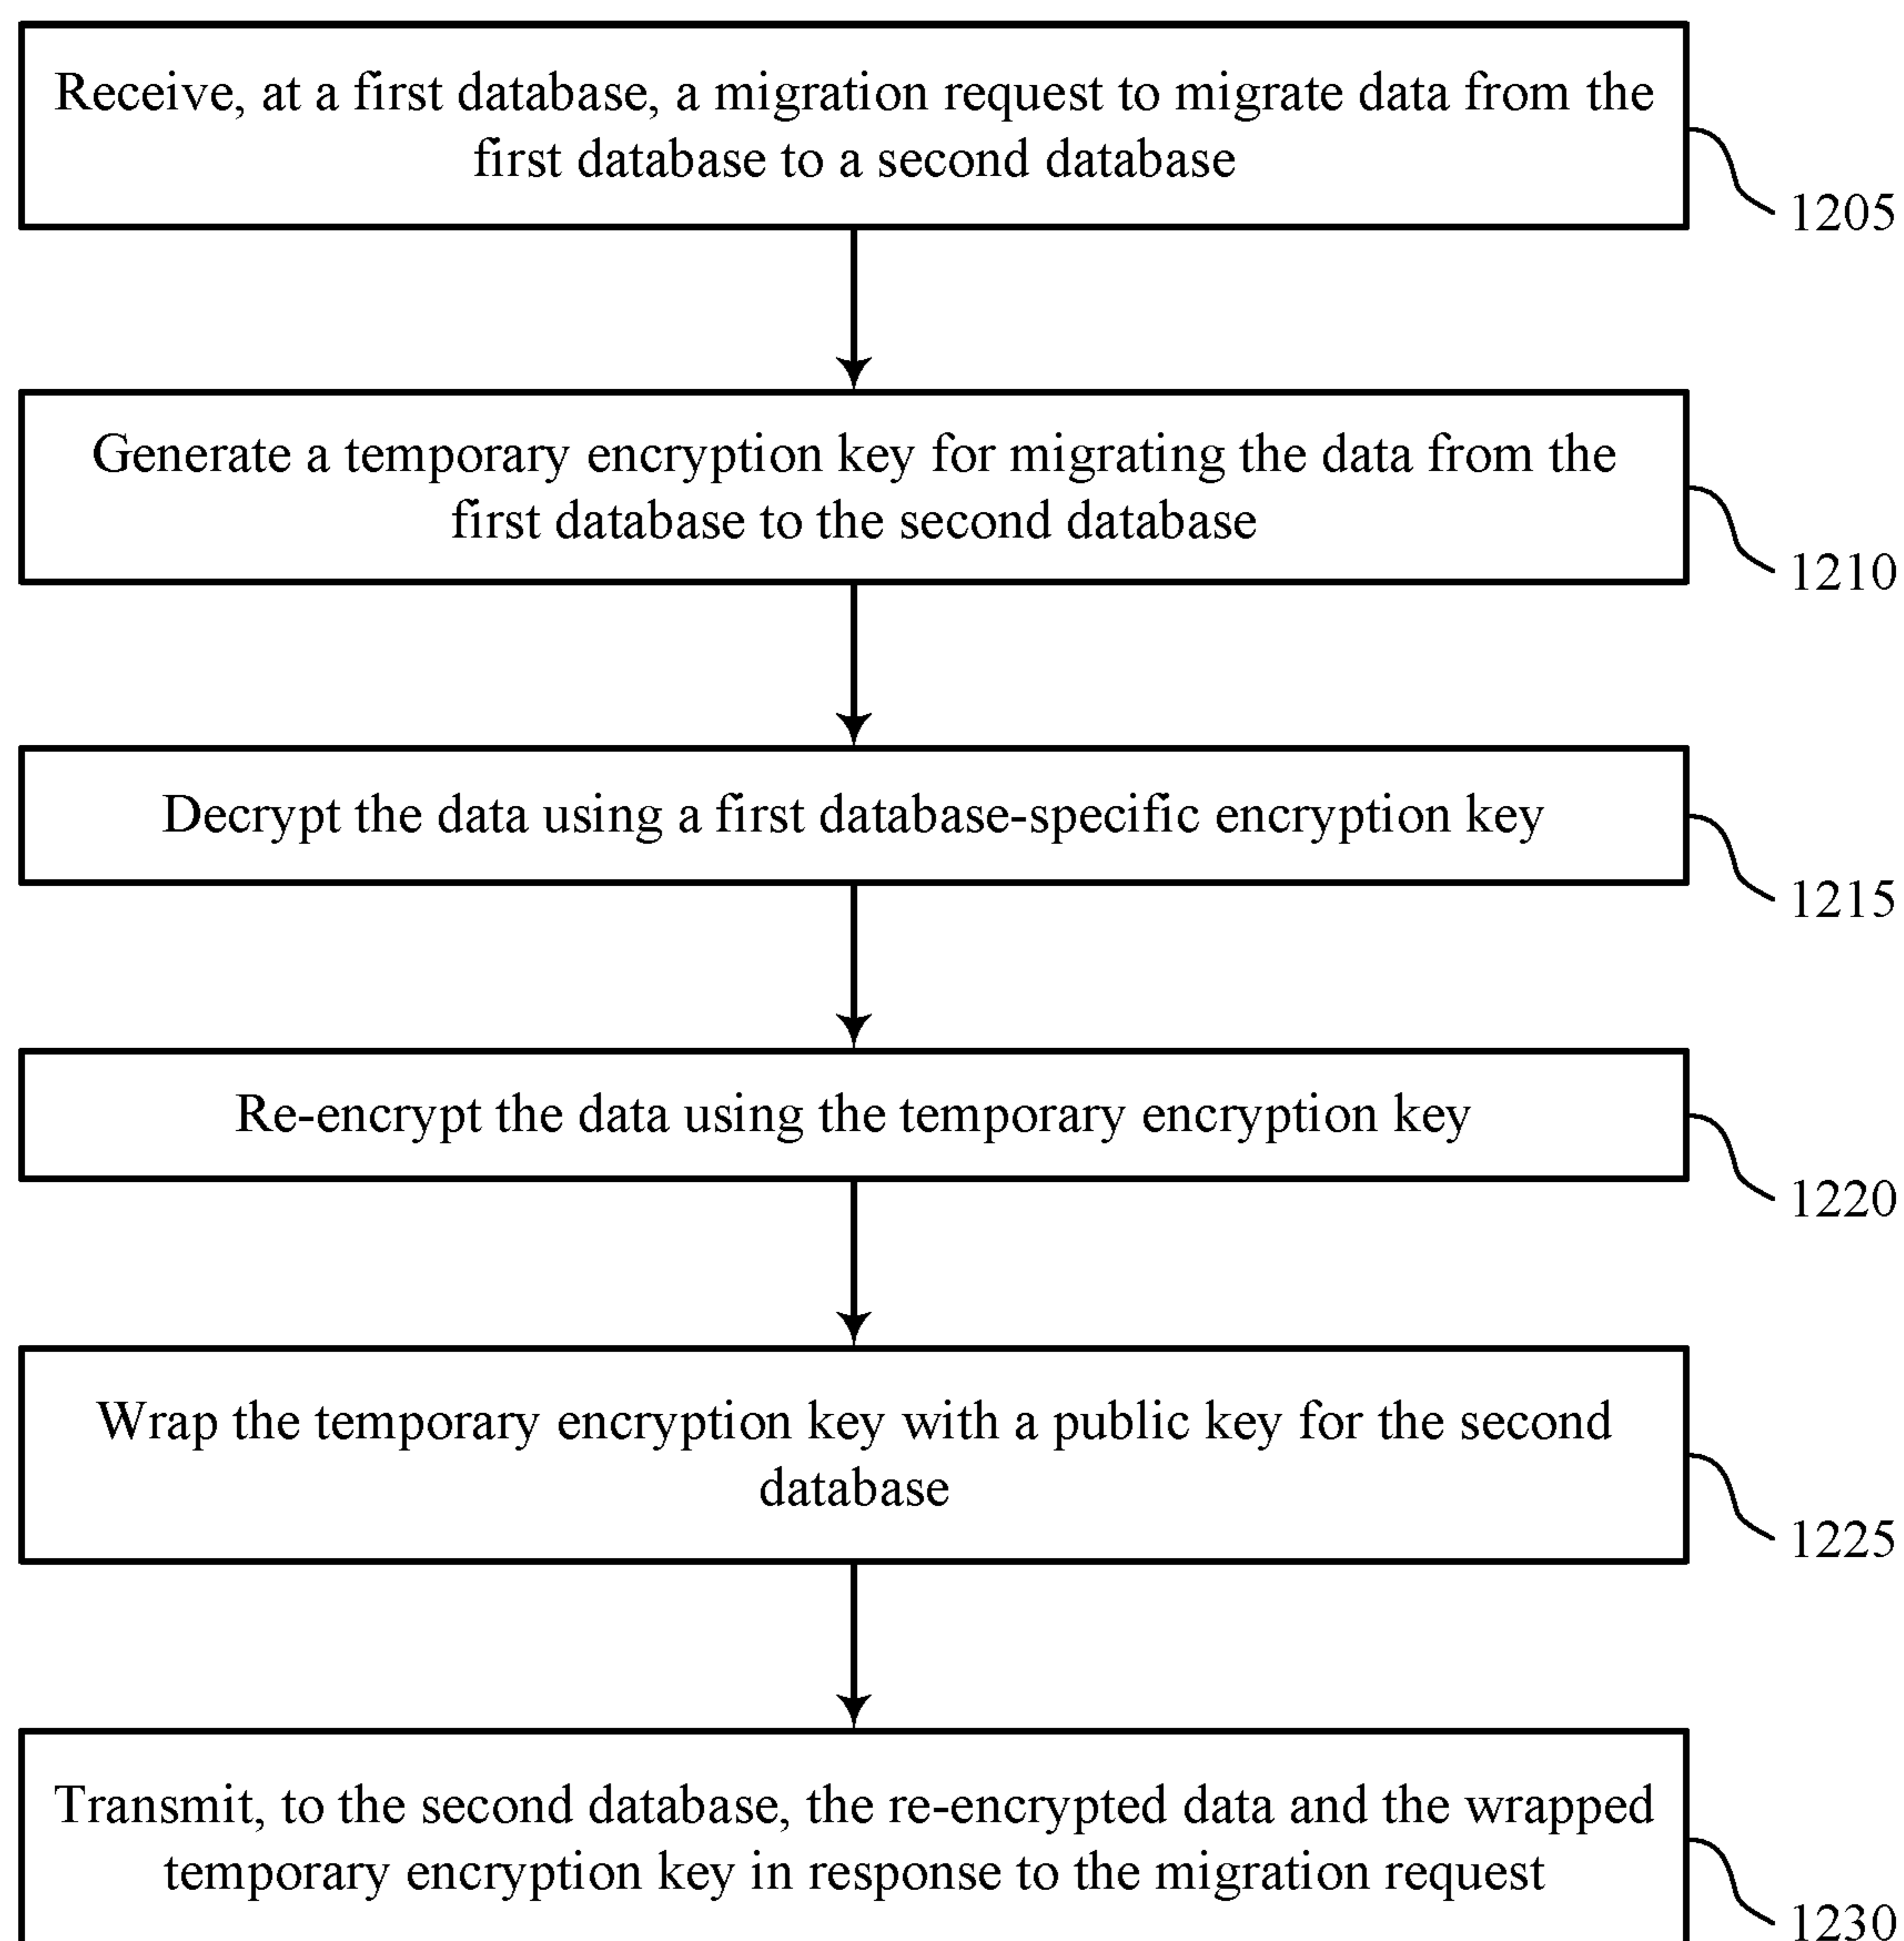 Receive, at a first database, a migration request to migrate data from the
first database to a second database
1205
Generate a temporary encryption key for migrating the data from the
first database to the second database
1210
Decrypt the data using a first database-specific encryption key
1215
Re-encrypt the data using the temporary encryption key
1220
Wrap the temporary encryption key with a public key for the second
database
1225
Transmit, to the second database, the re-encrypted data and the wrapped
temporary encryption key in response to the migration request
1230